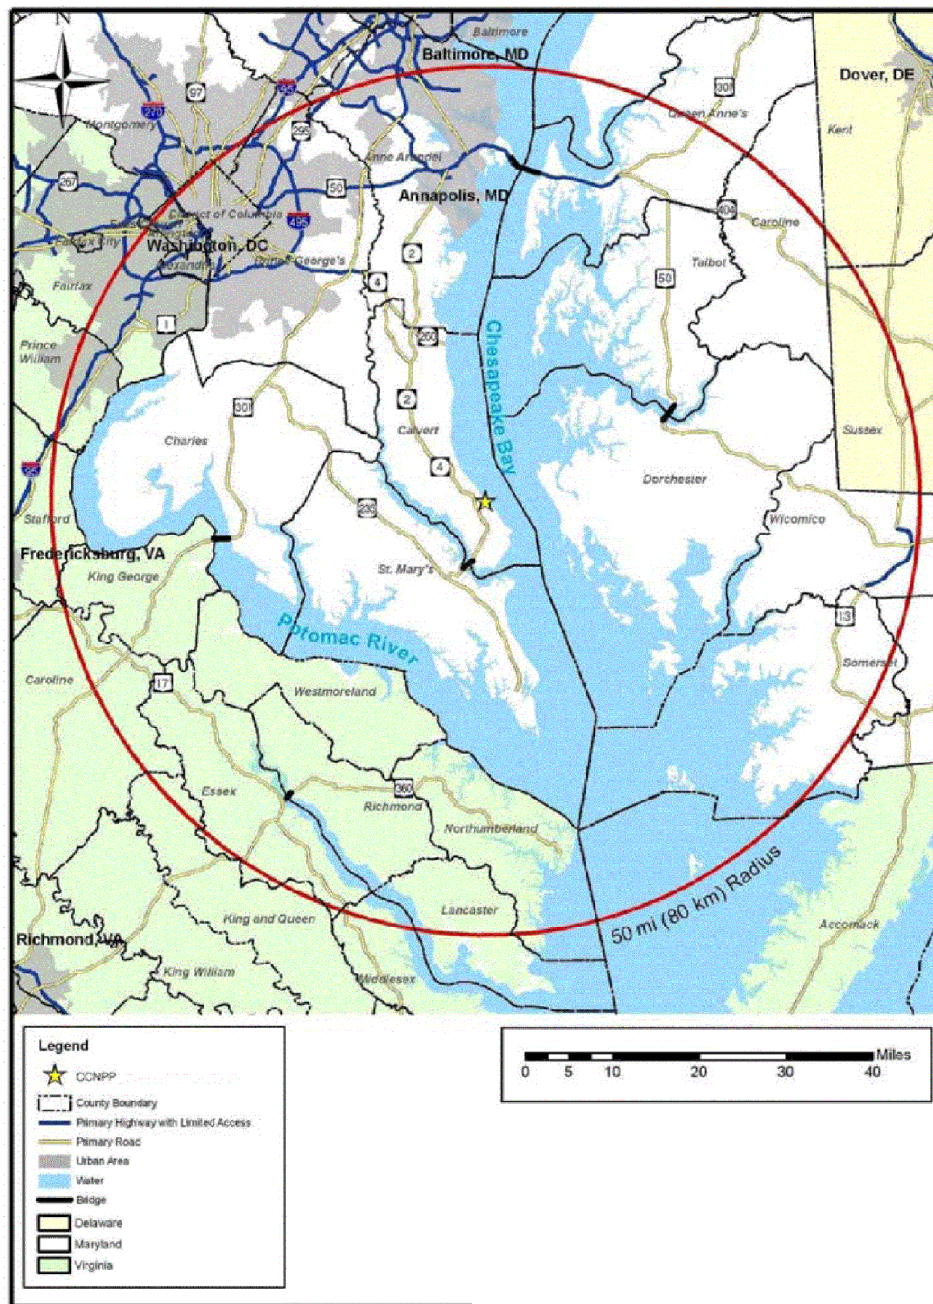 N
Baltimore
Baltimore, MD
Dover, DE
301
97
95
270
Queen Anne's
Montgomery
295
Kent
Anne Arundel
267
50
Annapolis, MD
404
District of Columbia
495
Caroline
Fairfax City
Washington, DC
2
Alexandria
Prince George's
Talbot
4
50
Fairfax
1
Prince
William
260
Chesapeake Bay
301
2
Charles
Calvert
Sussex
4
95
Dorchester
Stafford
235
Wicomico
Fredericksburg, VA
King George
St. Mary's
13
Potomac River
Somerset
Caroline
17
Westmoreland
Essex
360
Richmond
Northumberland
50 mi (80 km) Radius
Lancaster
King and Queen
Accomack
Richmond, VA
King William
Middlesex
Legend
CCNPP
County Boundary
Primary Highway with Limited Access
Primary Road
Urban Area
Water
Bridge
Delaware
Maryland
Virginia
Miles
0 5 10 20 30 40